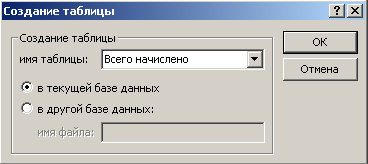 Создание таблицы
Создание таблицы
имя таблицы: Всего начислено
OK
Отмена
в текущей базе данных
в другой базе данных:
имя файла: